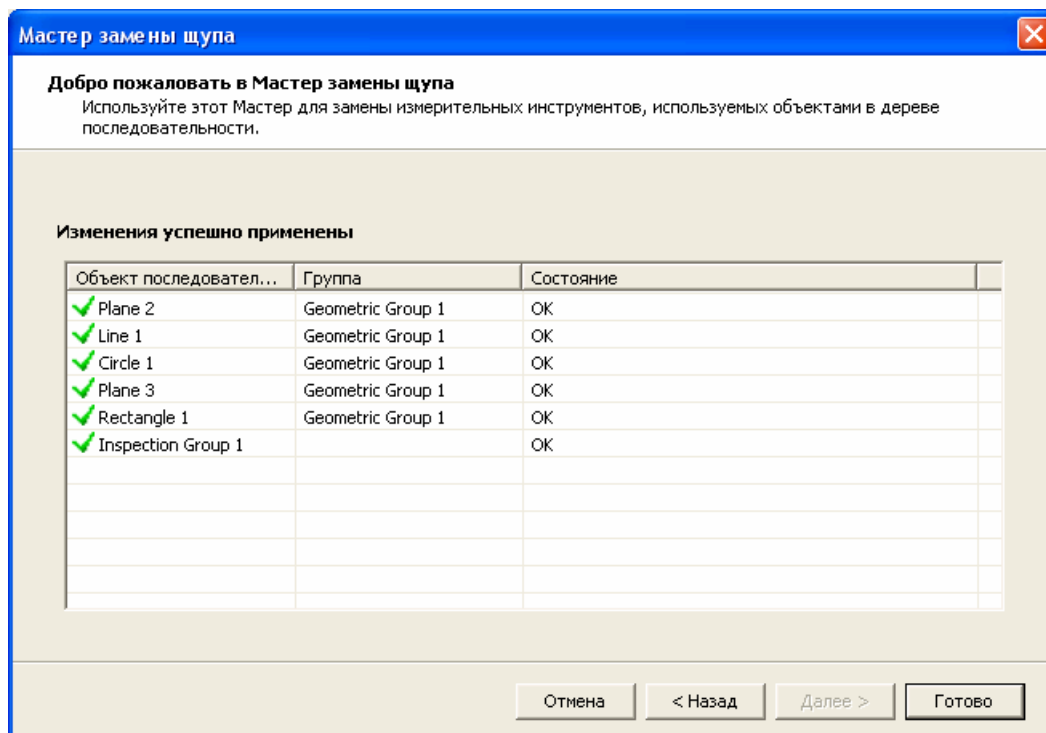 Мастер замены щупа
Добро пожаловать в Мастер замены щупа
Используйте этот Мастер для замены измерительных инструментов, используемых объектами в дереве
последовательности.
Изменения успешно применены
Объект последовател... Группа Состояние
Plane 2 Geometric Group 1 OK
Line 1 Geometric Group 1 OK
Circle 1 Geometric Group 1 OK
Plane 3 Geometric Group 1 OK
Rectangle 1 Geometric Group 1 OK
Inspection Group 1 OK
Отмена < Назад Далее > Готово